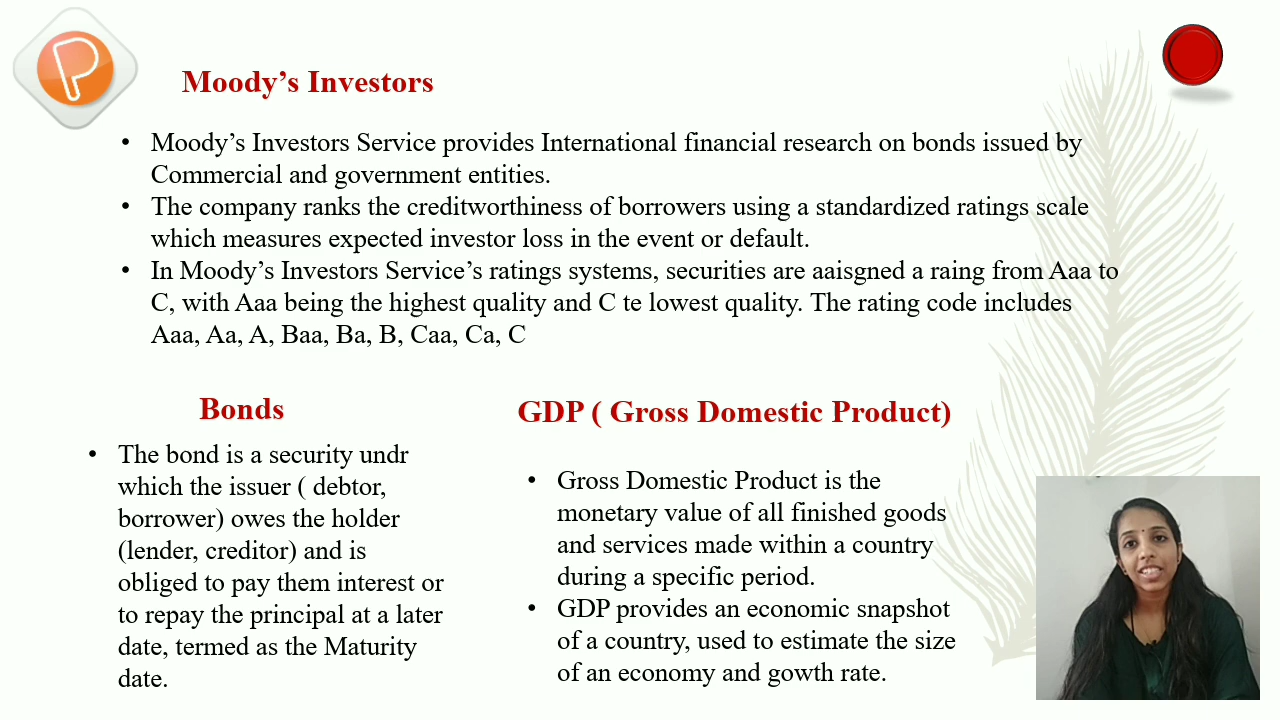 P
Moody’s Investors
• Moody’s Investors Service provides International financial research on bonds issued by
Commercial and government entities.
• The company ranks the creditworthiness of borrowers using a standardized ratings scale
which measures expected investor loss in the event or default.
• In Moody’s Investors Service’s ratings systems, securities are aaisgned a raing from Aaa to
C, with Aaa being the highest quality and C te lowest quality. The rating code includes
Aaa, Aa, A, Baa, Ba, B, Caa, Ca, C
Bonds
• The bond is a security undr
which the issuer ( debtor,
borrower) owes the holder
(lender, creditor) and is
obliged to pay them interest or
to repay the principal at a later
date, termed as the Maturity
date.
GDP ( Gross Domestic Product)
• Gross Domestic Product is the
monetary value of all finished goods
and services made within a country
during a specific period.
• GDP provides an economic snapshot
of a country, used to estimate the size
of an economy and gowth rate.